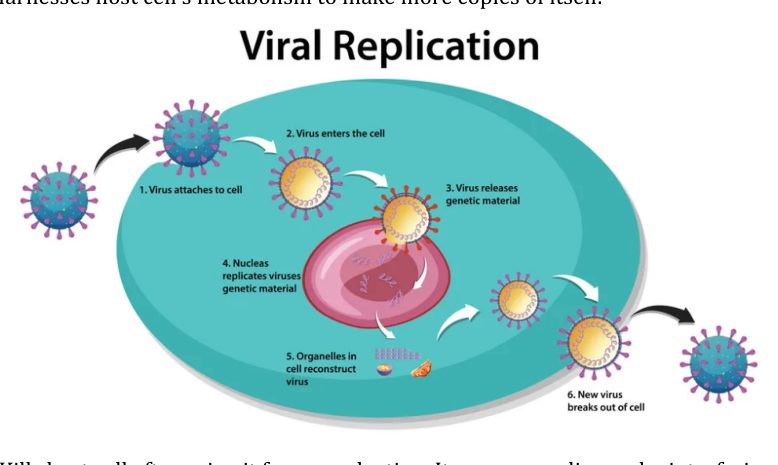 harnesses host cell's metabolism to make more copies of itself.
Viral Replication
2. Virus enters the cell
1. Virus attaches to cell
3. Virus releases
genetic material
4. Nucleas
replicates viruses
genetic material
5. Organelles in
cell reconstruct
virus
6. New virus
breaks out of cell